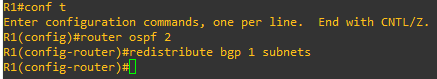 R1#conf t
Enter configuration commands, one per line.  End with CNTL/Z.
R1(config)#router ospf 2
R1(config-router)#redistribute bgp 1 subnets
R1(config-router)#